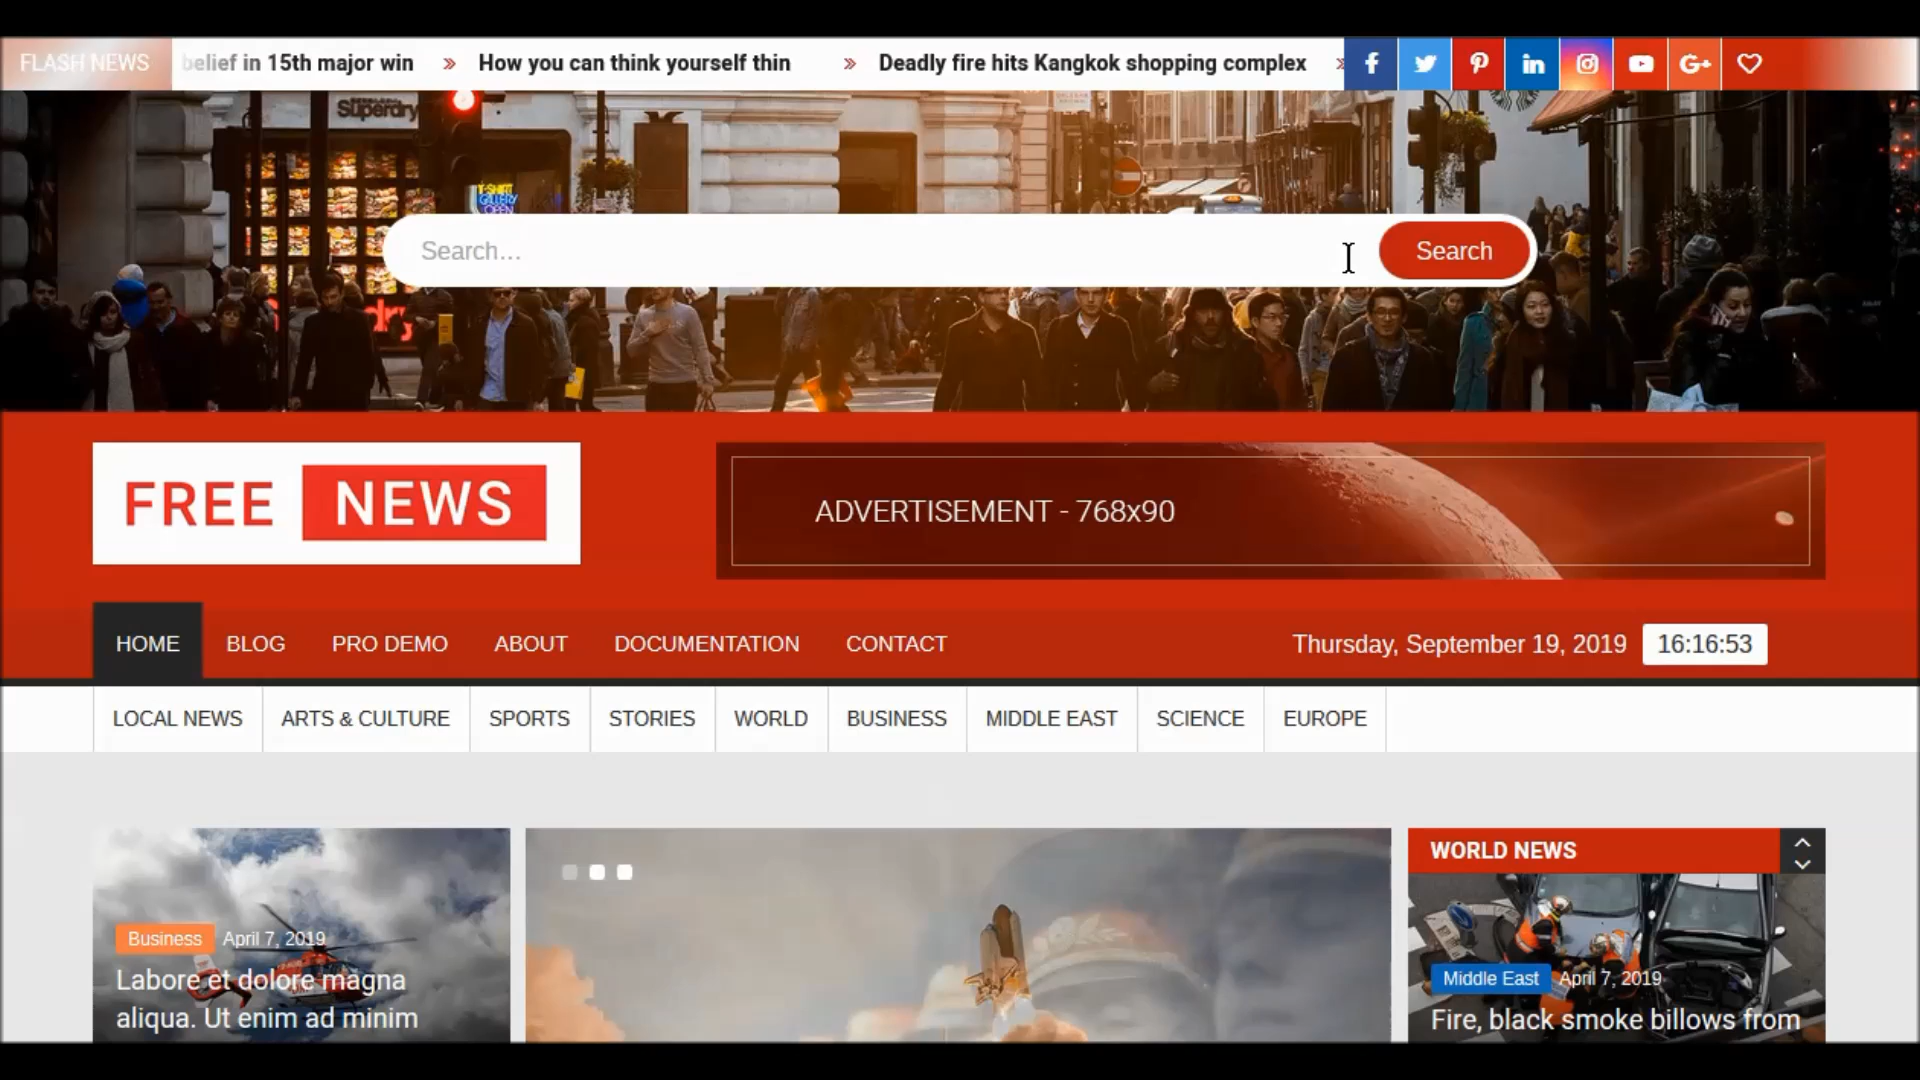 FLASH NEWS
belief in 15th major win » How you can think yourself thin » Deadly fire hits Kangkok shopping complex »
Superdry
T-SHIRT
GALLERY
OPEN
Search...
Search
FREE NEWS
ADVERTISEMENT - 768x90
HOME BLOG PRO DEMO ABOUT DOCUMENTATION CONTACT
Thursday, September 19, 2019 16:16:53
LOCAL NEWS ARTS & CULTURE SPORTS STORIES WORLD BUSINESS MIDDLE EAST SCIENCE EUROPE
Business April 7, 2019
Labore et dolore magna
aliqua. Ut enim ad minim
WORLD NEWS
Middle East April 7, 2019
Fire, black smoke billows from